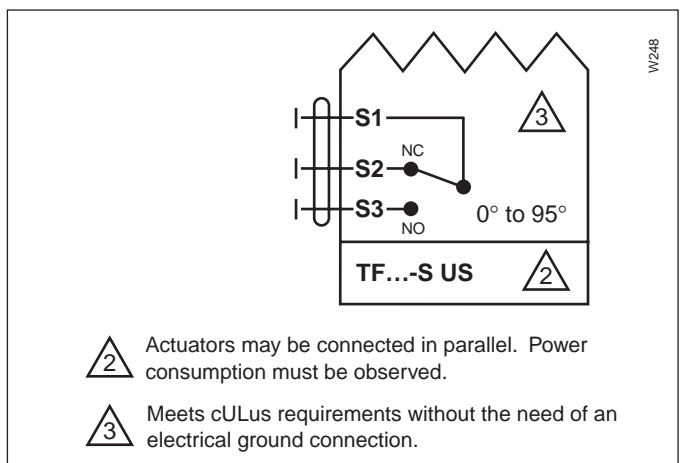 W248
S1
3
NC
S2
S3
0° to 95°
NO
TF...-S US
2
2
Actuators may be connected in parallel. Power
consumption must be observed.
3
Meets cULus requirements without the need of an
electrical ground connection.